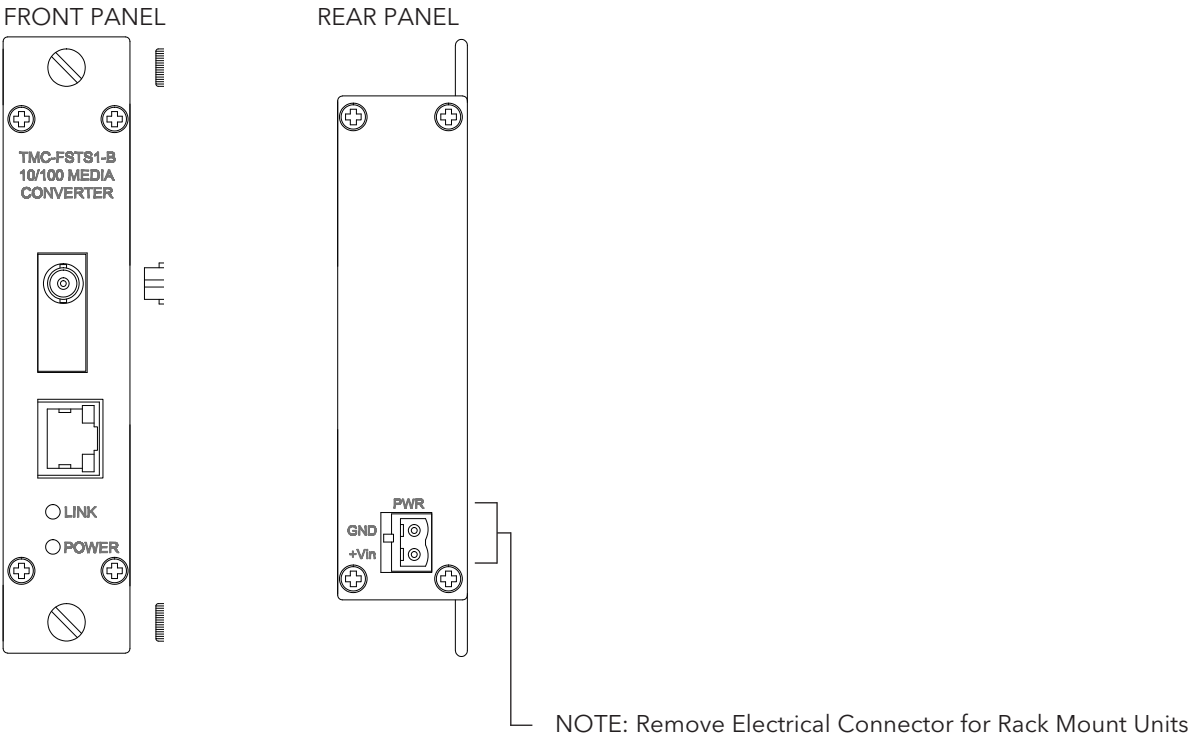 FRONT PANEL
REAR PANEL
TMC-FSTS1-B
10/100 MEDIA
CONVERTER
LINK
POWER
PWR
GND
+Vin
NOTE: Remove Electrical Connector for Rack Mount Units